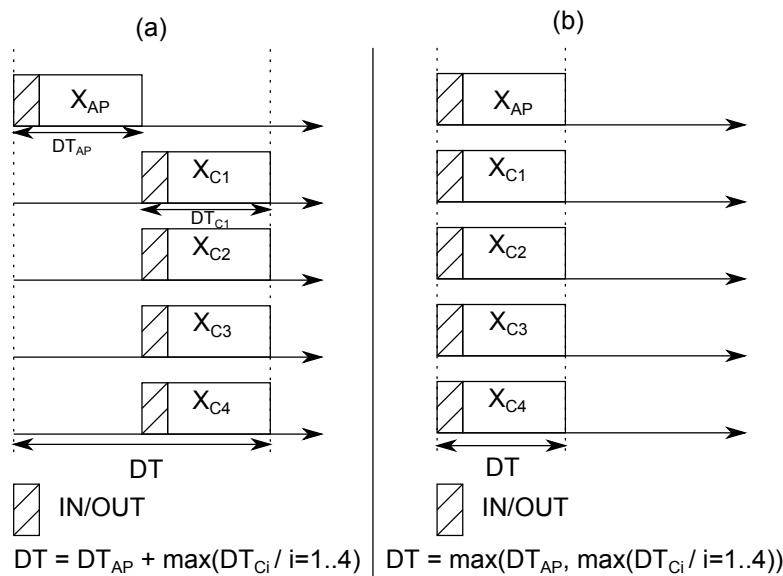 (a)
X_AP
DT_AP
X_C1
DT_C1
X_C2
X_C3
X_C4
DT
IN/OUT
DT = DT_AP + max(DT_Ci / i=1..4)
(b)
X_AP
X_C1
X_C2
X_C3
X_C4
DT
IN/OUT
DT = max(DT_AP, max(DT_Ci / i=1..4))